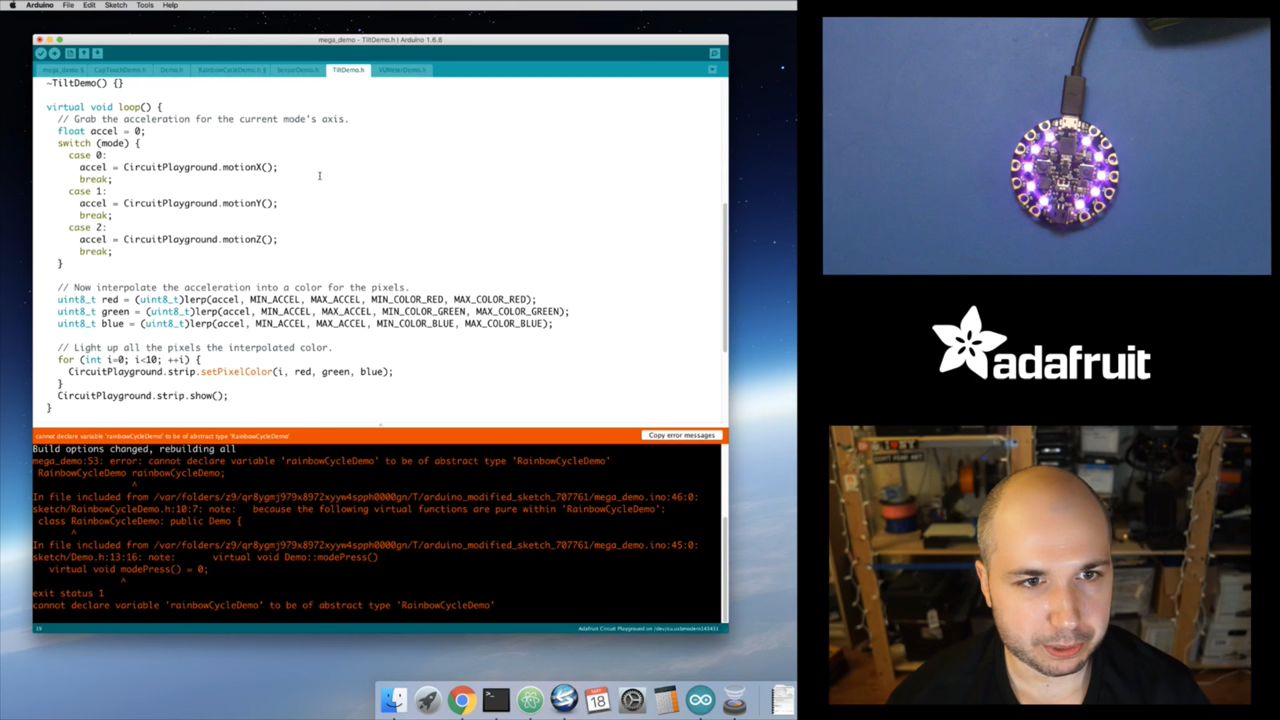 Arduino File Edit Sketch Tools Help
mega_demo - TiltDemo.h | Arduino 1.6.8
mega_demo § CapTouchDemo.h Demo.h RainbowCycleDemo.h § SensorDemo.h TiltDemo.h VUMeterDemo.h
~TiltDemo() {}
virtual void loop() {
// Grab the acceleration for the current mode's axis.
float accel = 0;
switch (mode) {
case 0:
accel = CircuitPlayground.motionX();
break;
case 1:
accel = CircuitPlayground.motionY();
break;
case 2:
accel = CircuitPlayground.motionZ();
break;
}
// Now interpolate the acceleration into a color for the pixels.
uint8_t red = (uint8_t)lerp(accel, MIN_ACCEL, MAX_ACCEL, MIN_COLOR_RED, MAX_COLOR_RED);
uint8_t green = (uint8_t)lerp(accel, MIN_ACCEL, MAX_ACCEL, MIN_COLOR_GREEN, MAX_COLOR_GREEN);
uint8_t blue = (uint8_t)lerp(accel, MIN_ACCEL, MAX_ACCEL, MIN_COLOR_BLUE, MAX_COLOR_BLUE);
// Light up all the pixels the interpolated color.
for (int i=0; i<10; ++i) {
CircuitPlayground.strip.setPixelColor(i, red, green, blue);
}
CircuitPlayground.strip.show();
}
cannot declare variable 'rainbowCycleDemo' to be of abstract type 'RainbowCycleDemo'
Copy error messages
Build options changed, rebuilding all
mega_demo:53: error: cannot declare variable 'rainbowCycleDemo' to be of abstract type 'RainbowCycleDemo'
RainbowCycleDemo rainbowCycleDemo;
^
In file included from /var/folders/z9/qr8ygmj979x8972xyyw4spph0000gn/T/arduino_modified_sketch_707761/mega_demo.ino:46:0:
sketch/RainbowCycleDemo.h:10:7: note: because the following virtual functions are pure within 'RainbowCycleDemo':
class RainbowCycleDemo: public Demo {
^
In file included from /var/folders/z9/qr8ygmj979x8972xyyw4spph0000gn/T/arduino_modified_sketch_707761/mega_demo.ino:45:0:
sketch/Demo.h:13:16: note: virtual void Demo::modePress()
virtual void modePress() = 0;
^
exit status 1
cannot declare variable 'rainbowCycleDemo' to be of abstract type 'RainbowCycleDemo'
19
adafruit
18